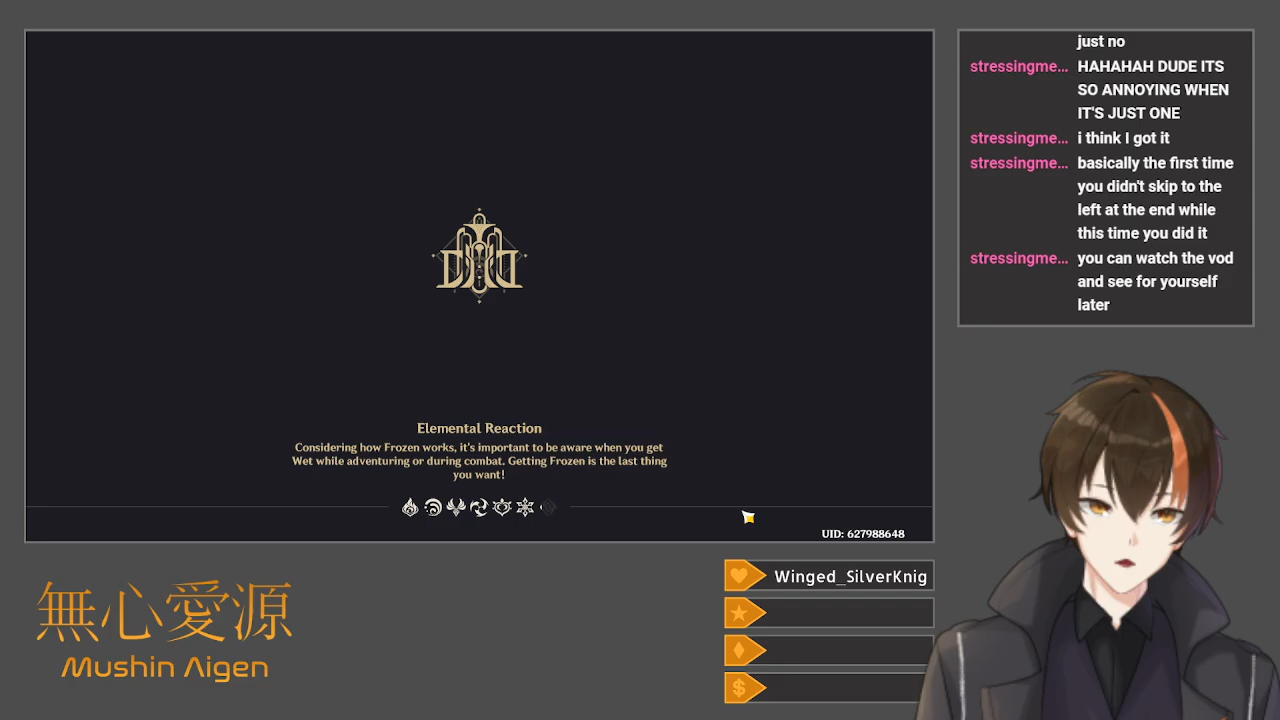 just no
stressingme... HAHAHAH DUDE ITS
SO ANNOYING WHEN
IT'S JUST ONE
stressingme... i think I got it
stressingme... basically the first time
you didn't skip to the
left at the end while
this time you did it
stressingme... you can watch the vod
and see for yourself
later
Elemental Reaction
Considering how Frozen works, it's important to be aware when you get
Wet while adventuring or during combat. Getting Frozen is the last thing
you want!
UID: 627988648
無心愛源
Mushin Aigen
Winged_SilverKnig
$